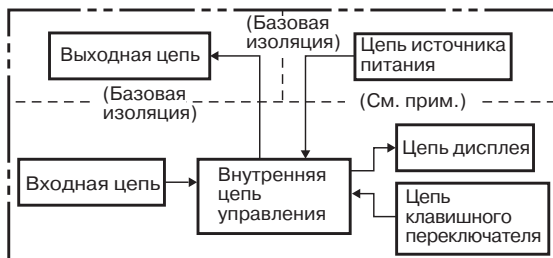 (Базовая
изоляция)
Выходная цепь
Цепь источника
питания
(Базовая
изоляция)
(См. прим.)
Входная цепь
Внутренняя
цепь
управления
Цепь дисплея
Цепь
клавишного
переключателя